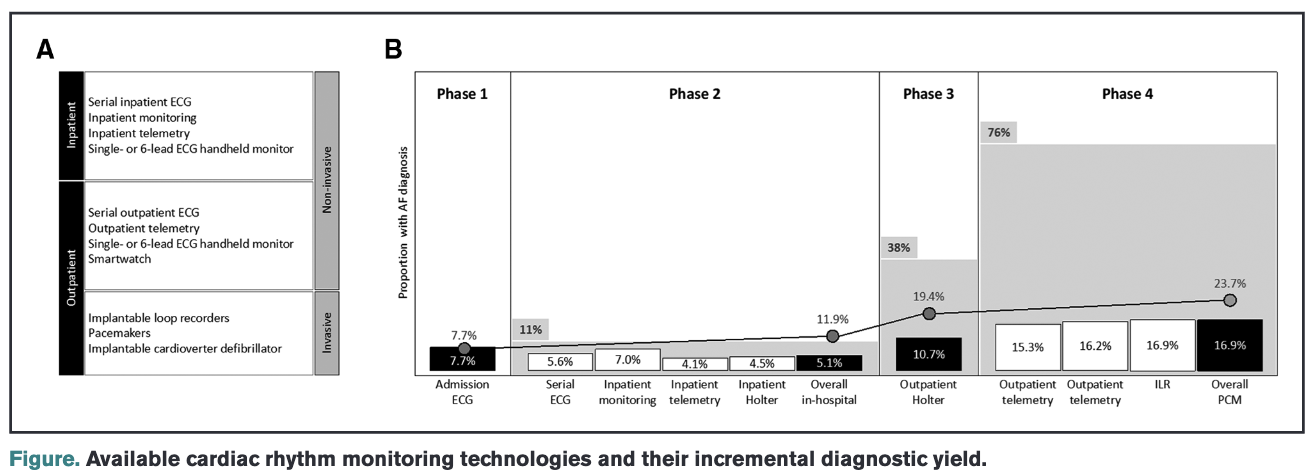 A
Inpatient
Serial inpatient ECG
Inpatient monitoring
Inpatient telemetry
Single- or 6-lead ECG handheld monitor
Non-invasive
Outpatient
Serial outpatient ECG
Outpatient telemetry
Single- or 6-lead ECG handheld monitor
Smartwatch
Implantable loop recorders
Pacemakers
Implantable cardioverter defibrillator
Invasive
B
Proportion with AF diagnosis
Phase 1
Phase 2
Phase 3
Phase 4
76%
38%
11%
7.7%
11.9%
19.4%
23.7%
7.7%
5.6%
7.0%
4.1%
4.5%
5.1%
10.7%
15.3%
16.2%
16.9%
16.9%
Admission
ECG
Serial
ECG
Inpatient
monitoring
Inpatient
telemetry
Inpatient
Holter
Overall
in-hospital
Outpatient
Holter
Outpatient
telemetry
Outpatient
telemetry
ILR
Overall
PCM
Figure. Available cardiac rhythm monitoring technologies and their incremental diagnostic yield.